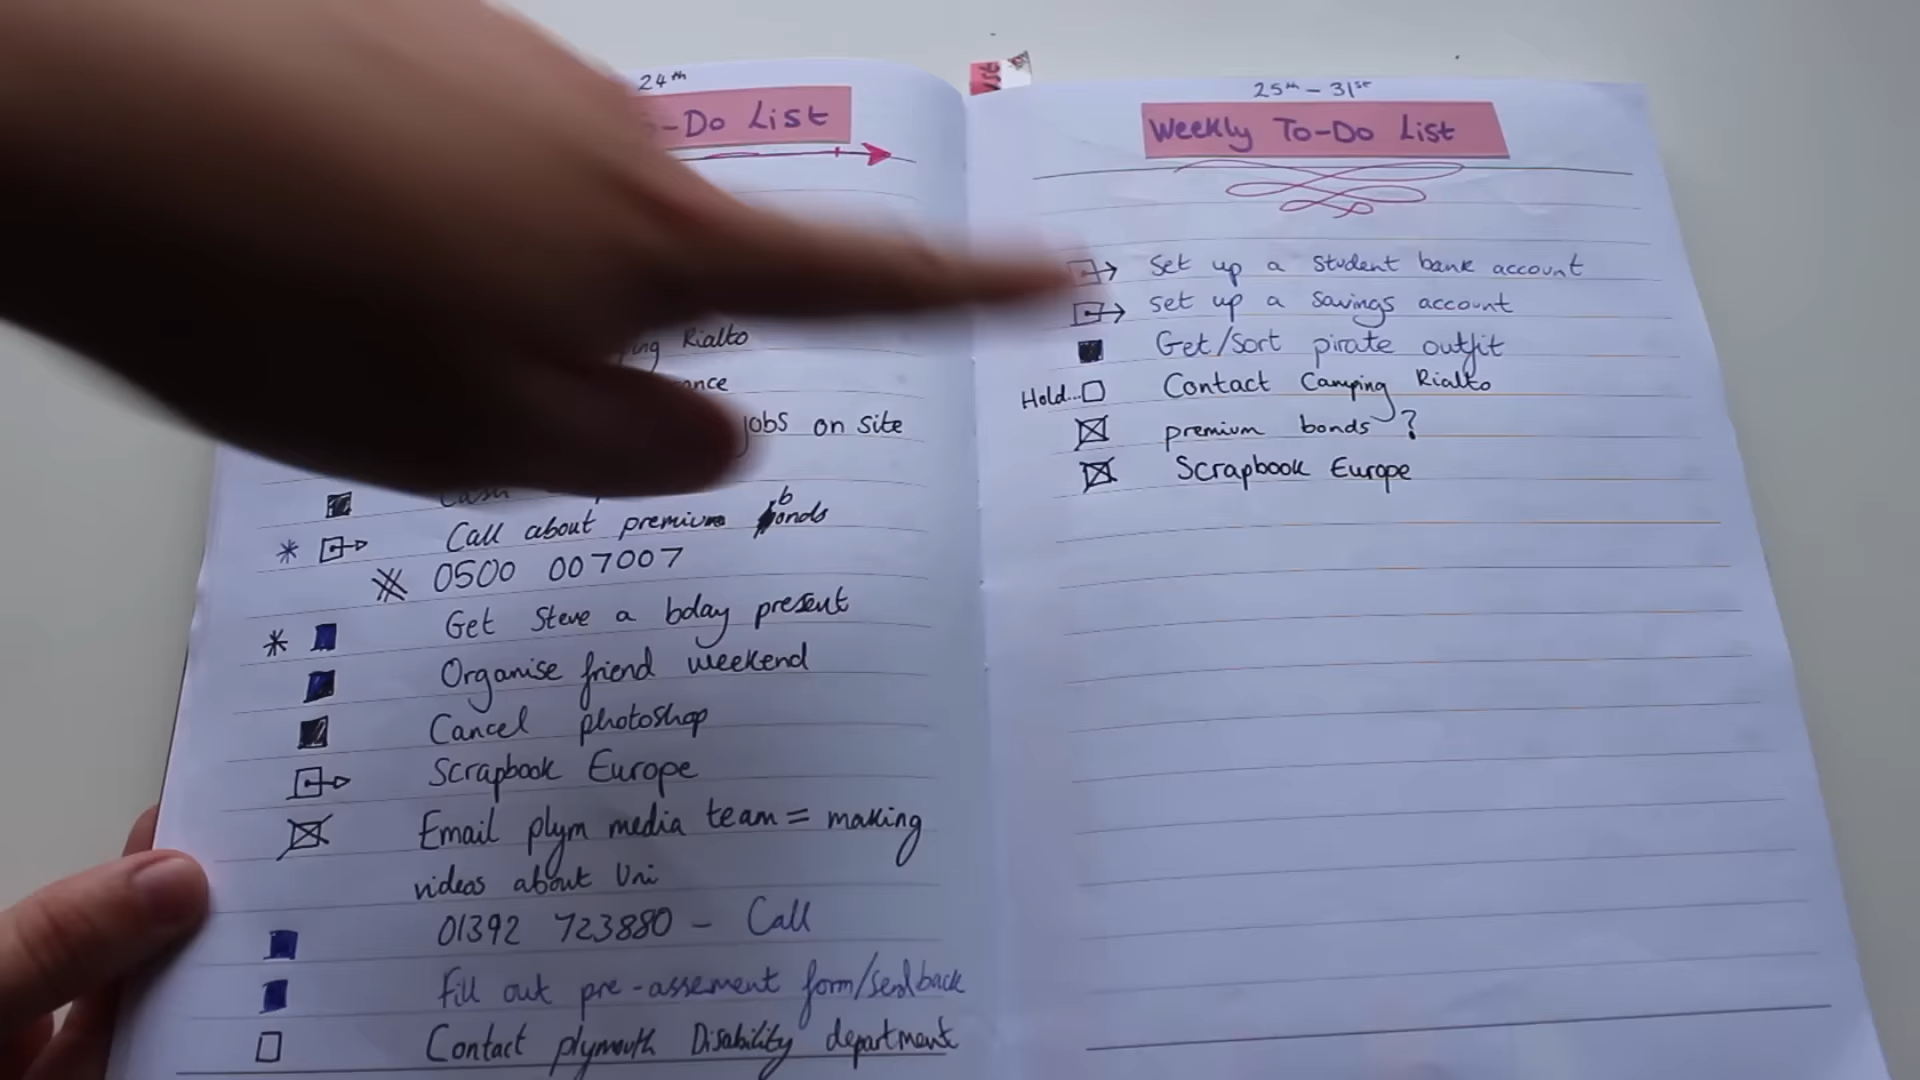 24th
-Do List
Rialto
jobs on site
Call about premium bonds
0500 007007
Get Steve a bday present
Organise friend weekend
Cancel photoshop
Scrapbook Europe
Email plym media team = making
videos about Uni
01392 723880 - Call
fill out pre-assement form/send back
Contact plymouth Disability department
25th - 31st
Weekly To-Do List
Set up a student bank account
set up a savings account
Get/Sort pirate outfit
Hold... Contact Camping Rialto
premium bonds?
Scrapbook Europe